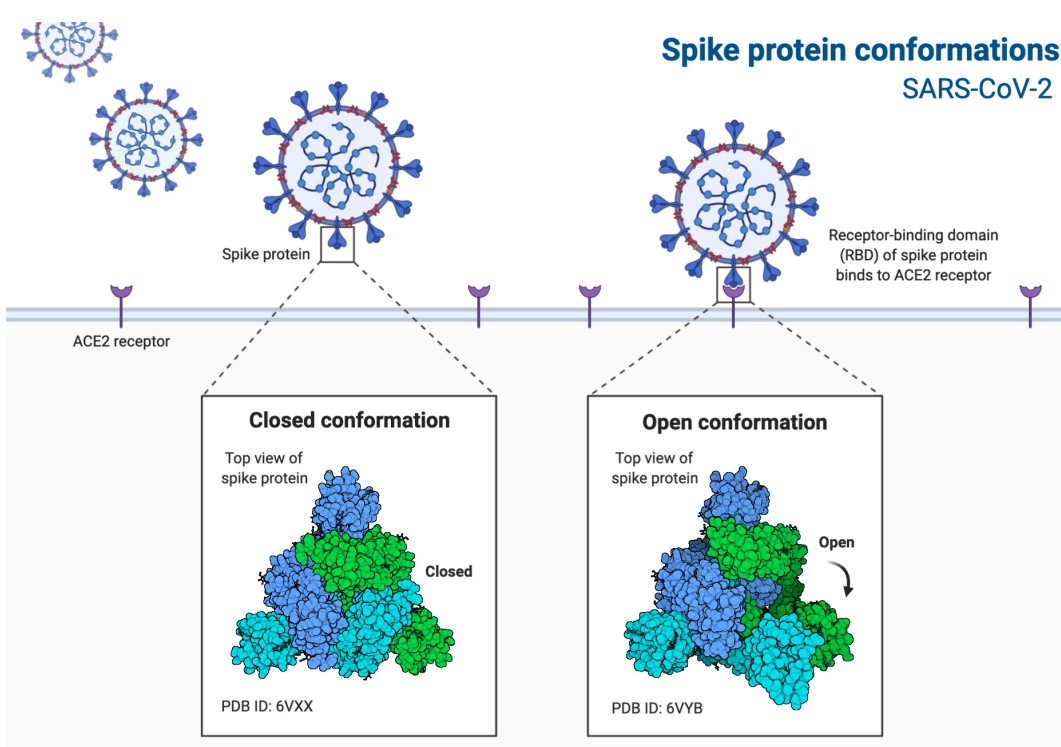 Spike protein conformations
SARS-CoV-2
Spike protein
Receptor-binding domain
(RBD) of spike protein
binds to ACE2 receptor
ACE2 receptor
Closed conformation
Top view of
spike protein
Closed
PDB ID: 6VXX
Open conformation
Top view of
spike protein
Open
PDB ID: 6VYB